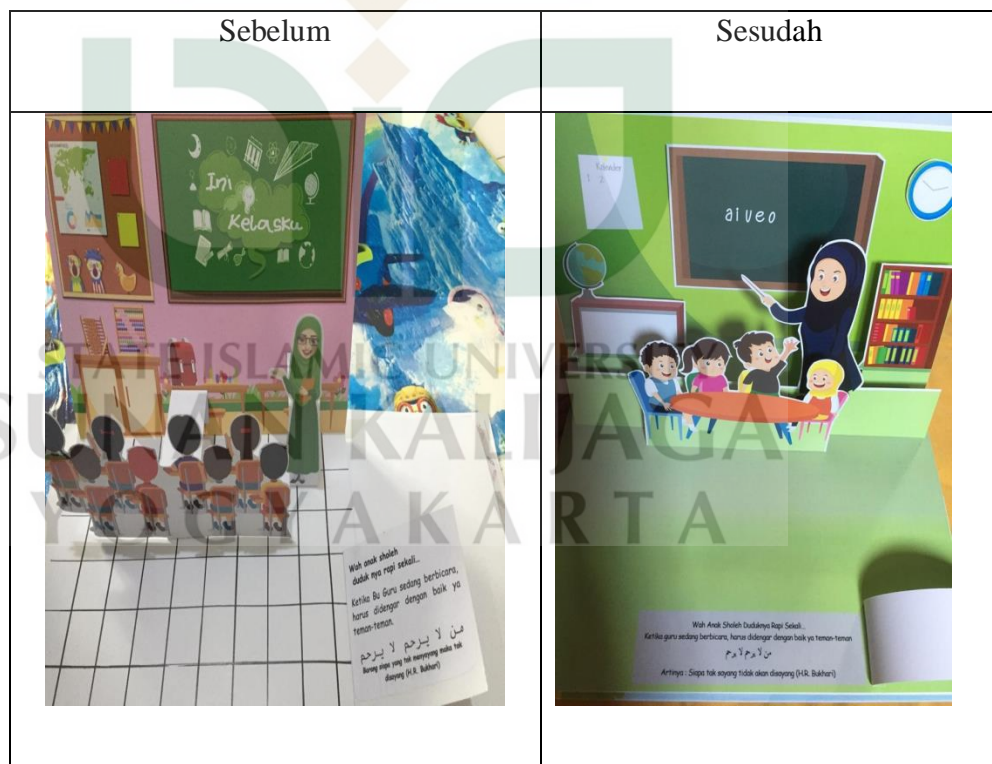 Sebelum
Sesudah
Ini
Kelasku
Wah anak sholeh
duduk nya rapi sekali...
Ketika Bu Guru sedang berbicara,
harus didengar dengan baik ya
teman-teman.
من لا يرحم لا يرحم
Barang siapa yang tak menyayang maka tak
disayang (H.R. Bukhari)
Kalender
1 2
a i u e o
Wah Anak Sholeh Duduknya Rapi Sekali...
Ketika guru sedang berbicara, harus didengar dengan baik ya teman-teman
من لا يرحم لا يرحم
Artinya : Siapa tak sayang tidak akan disayang (H.R. Bukhari)
STATE ISLAMIC UNIVERSITY
SUNAN KALIJAGA
YOGYAKARTA